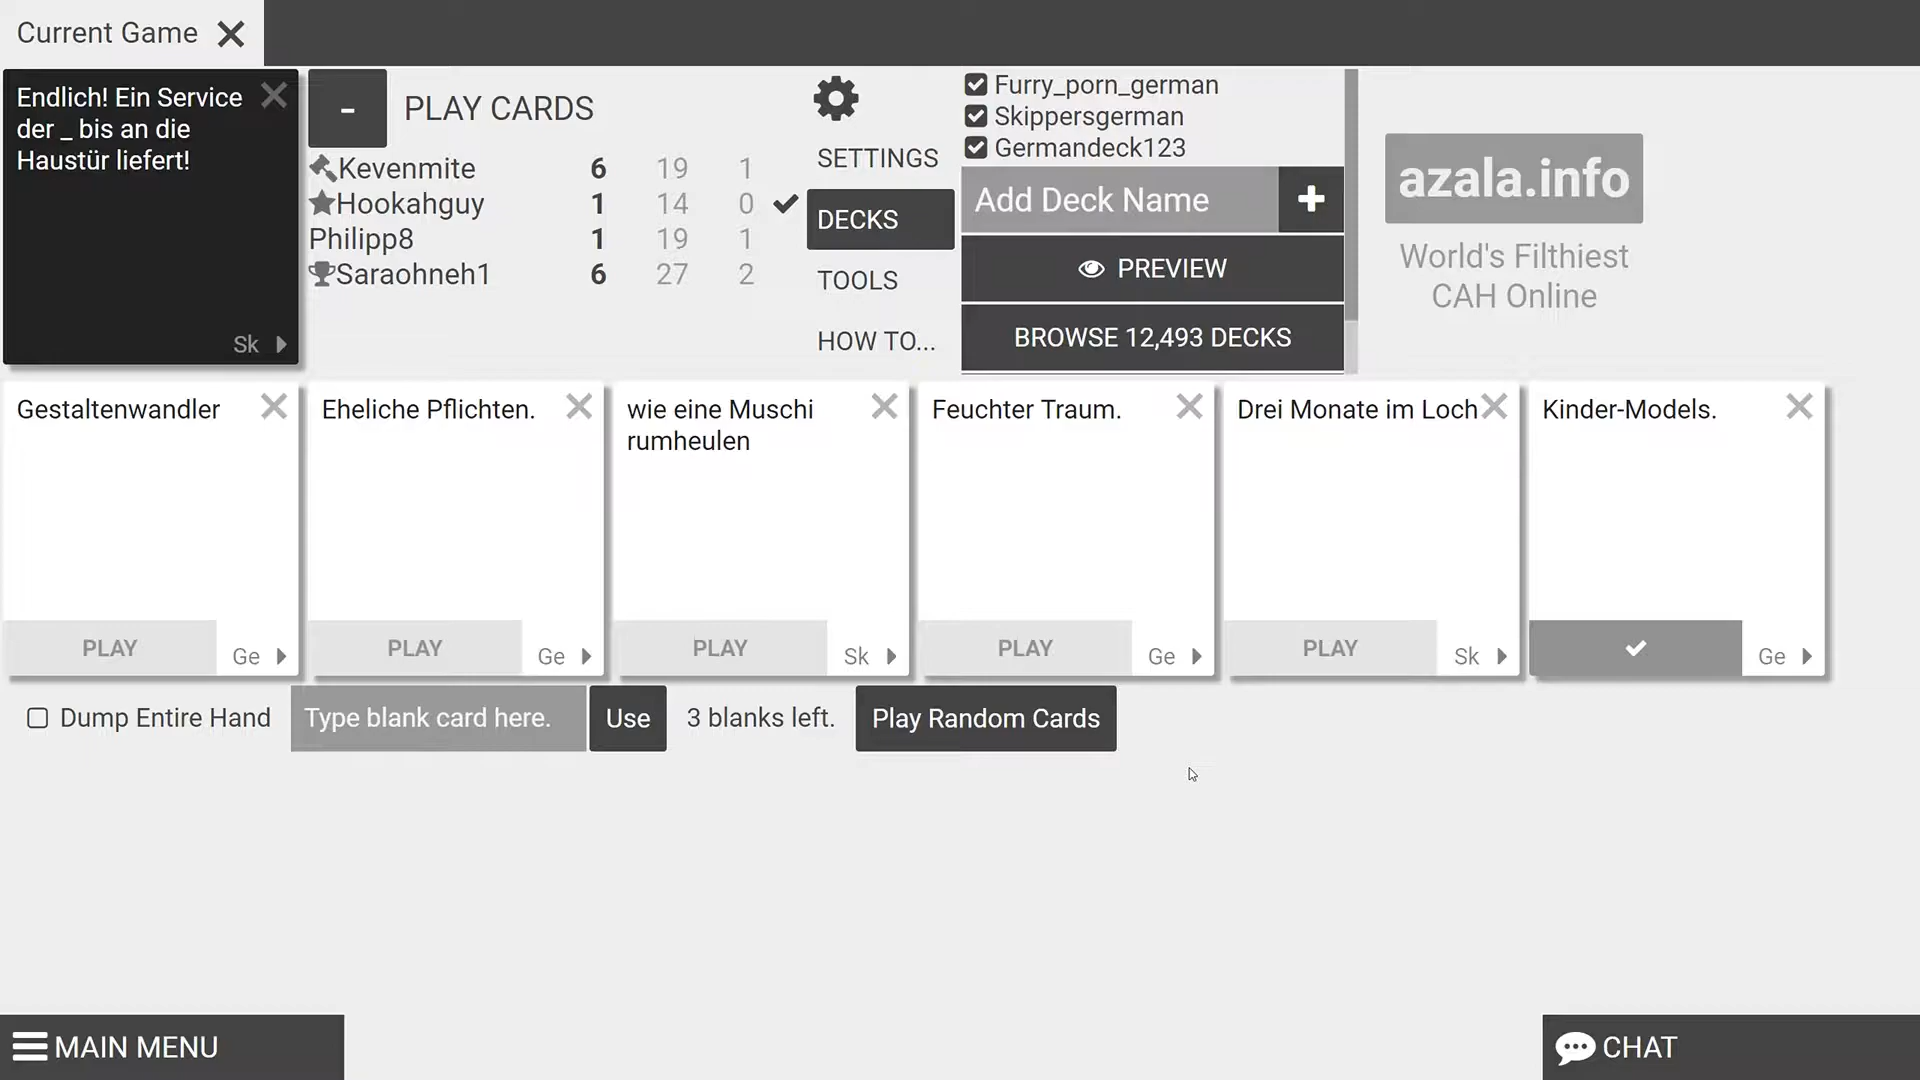 Current Game
Endlich! Ein Service
der _ bis an die
Haustür liefert!
Sk
-
PLAY CARDS
Kevenmite 6 19 1
Hookahguy 1 14 0
Philipp8 1 19 1
Saraohneh1 6 27 2
SETTINGS
DECKS
TOOLS
HOW TO...
Furry_porn_german
Skippersgerman
Germandeck123
Add Deck Name
+
PREVIEW
BROWSE 12,493 DECKS
azala.info
World's Filthiest
CAH Online
Gestaltenwandler
PLAY
Ge
Eheliche Pflichten.
PLAY
Ge
wie eine Muschi
rumheulen
PLAY
Sk
Feuchter Traum.
PLAY
Ge
Drei Monate im Loch
PLAY
Sk
Kinder-Models.
Ge
Dump Entire Hand
Type blank card here.
Use
3 blanks left.
Play Random Cards
MAIN MENU
CHAT